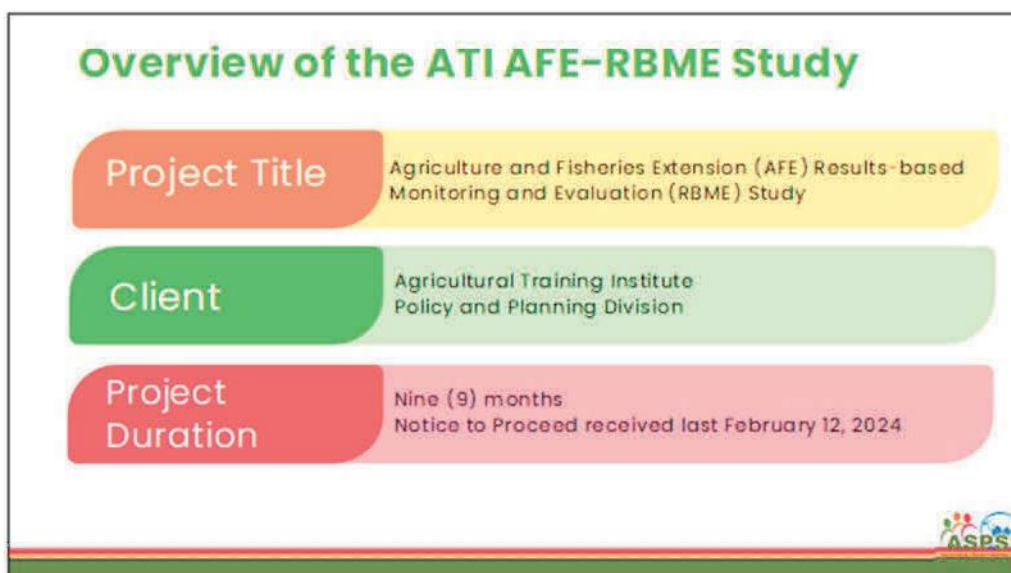 Overview of the ATI AFE-RBME Study
Project Title
Agriculture and Fisheries Extension (AFE) Results-based
Monitoring and Evaluation (RBME) Study
Client
Agricultural Training Institute
Policy and Planning Division
Project
Duration
Nine (9) months
Notice to Proceed received last February 12, 2024
ASPS